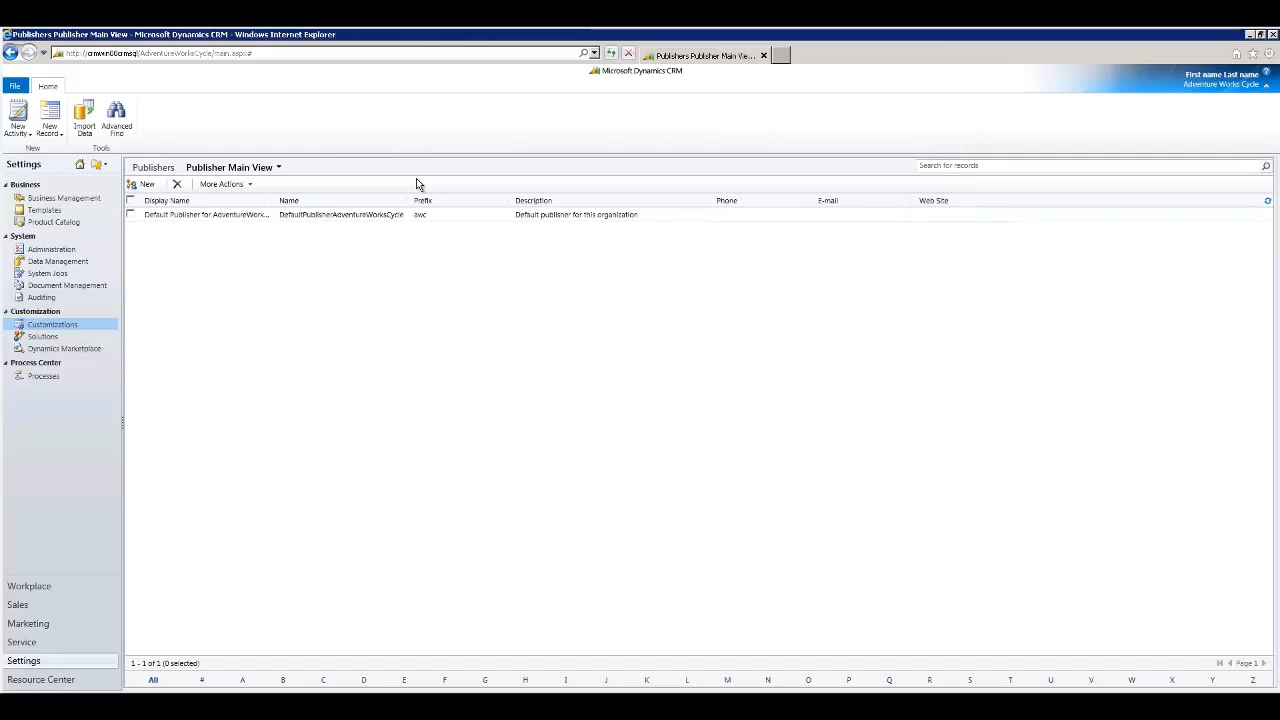 Publishers Publisher Main View - Microsoft Dynamics CRM - Windows Internet Explorer
http://crmwin08crmsql/AdventureWorksCycle/main.aspx#
Publishers Publisher Main Vie...
Microsoft Dynamics CRM
File
Home
First name Last name
Adventure Works Cycle
New Activity
New Record
Import Data
Advanced Find
New
Tools
Settings
Business
Business Management
Templates
Product Catalog
System
Administration
Data Management
System Jobs
Document Management
Auditing
Customization
Customizations
Solutions
Dynamics Marketplace
Process Center
Processes
Workplace
Sales
Marketing
Service
Settings
Resource Center
Publishers Publisher Main View
Search for records
New More Actions
Display Name Name Prefix Description Phone E-mail Web Site
Default Publisher for AdventureWork... DefaultPublisherAdventureWorksCycle awc Default publisher for this organization
1 - 1 of 1 (0 selected)
Page 1
All # A B C D E F G H I J K L M N O P Q R S T U V W X Y Z